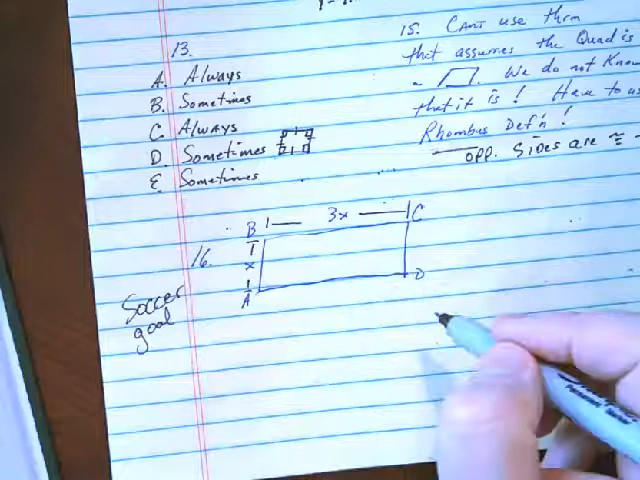 13.
A. Always
B. Sometimes
C. Always
D. Sometimes
E. Sometimes
15. Can't use thm
that assumes the Quad is
We do not Know
that it is! Have to us
Rhombus Def'n!
opp. sides are ≅
16.
B 3x C
x
A D
Soccer
goal